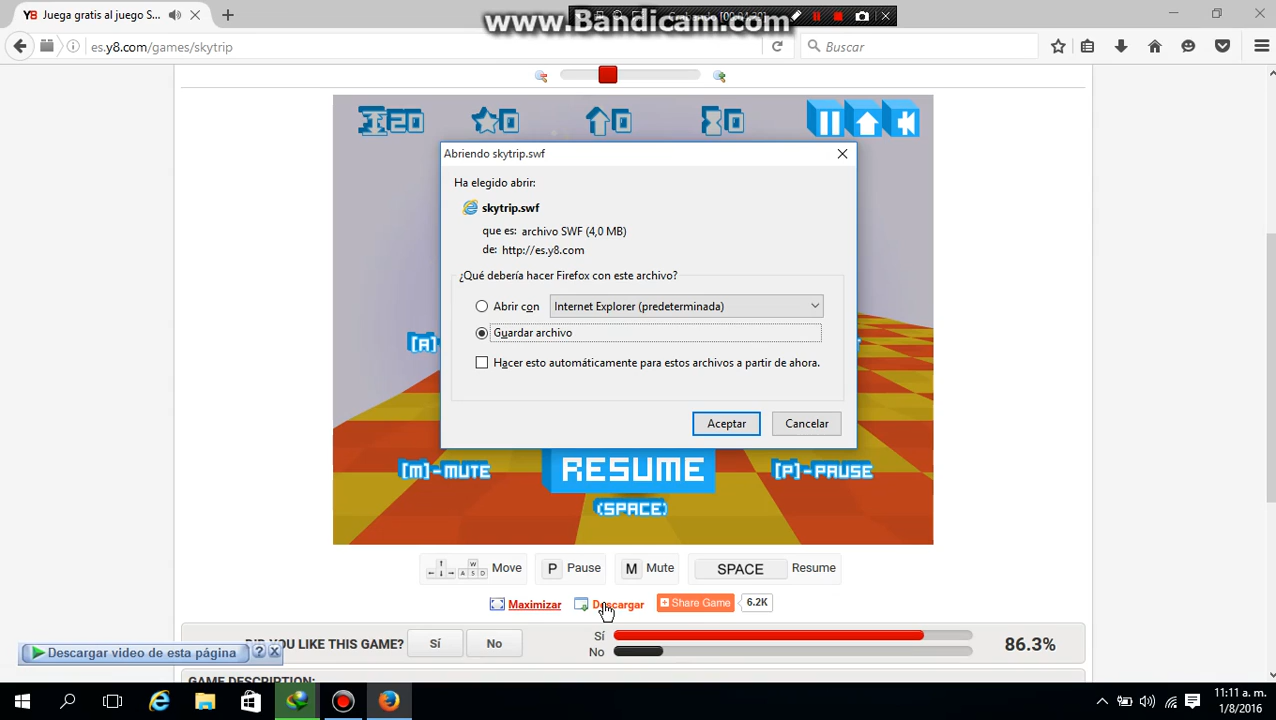 Juego gratis al juego S...
www.Bandicam.com
es.y8.com/games/skytrip
Buscar
I20
0
0
80
Abriendo skytrip.swf
Ha elegido abrir:
skytrip.swf
que es: archivo SWF (4,0 MB)
de: http://es.y8.com
¿Qué debería hacer Firefox con este archivo?
Abrir con
Internet Explorer (predeterminada)
Guardar archivo
Hacer esto automáticamente para estos archivos a partir de ahora.
Aceptar
Cancelar
[M]-MUTE
RESUME
[P]-PAUSE
(SPACE)
↑ W
← ↓ → A S D
Move
P
Pause
M
Mute
SPACE
Resume
Maximizar
Descargar
Share Game
6.2K
DID YOU LIKE THIS GAME?
Sí
No
Sí
No
86.3%
Descargar video de esta página
?
GAME DESCRIPTION:
11:11 a. m.
1/8/2016